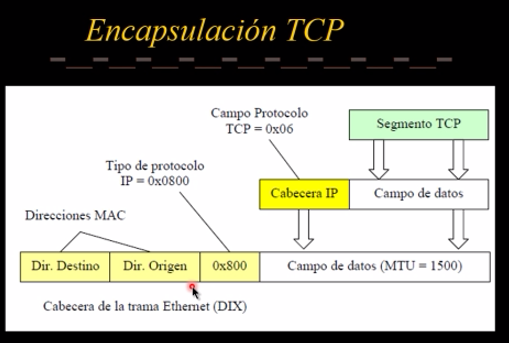 Encapsulación TCP
Campo Protocolo
TCP = 0x06
Segmento TCP
Tipo de protocolo
IP = 0x0800
Cabecera IP
Campo de datos
Direcciones MAC
Dir. Destino
Dir. Origen
0x800
Campo de datos (MTU = 1500)
Cabecera de la trama Ethernet (DIX)